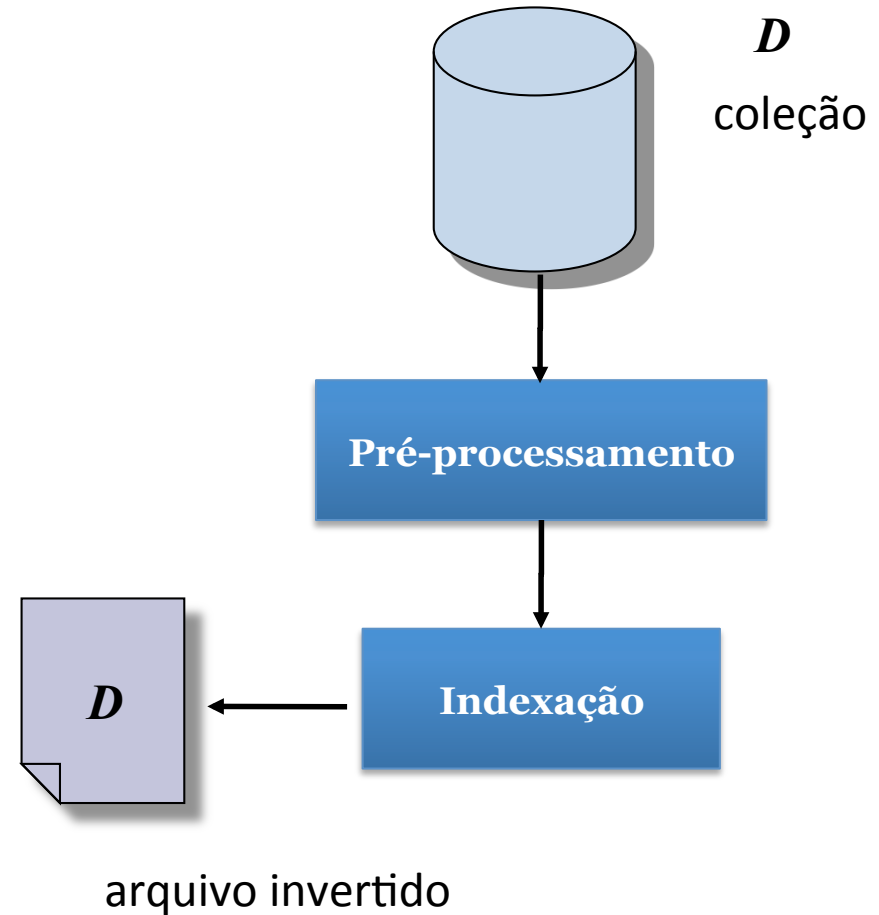 D
coleção
Pré-processamento
Indexação
D
arquivo invertido